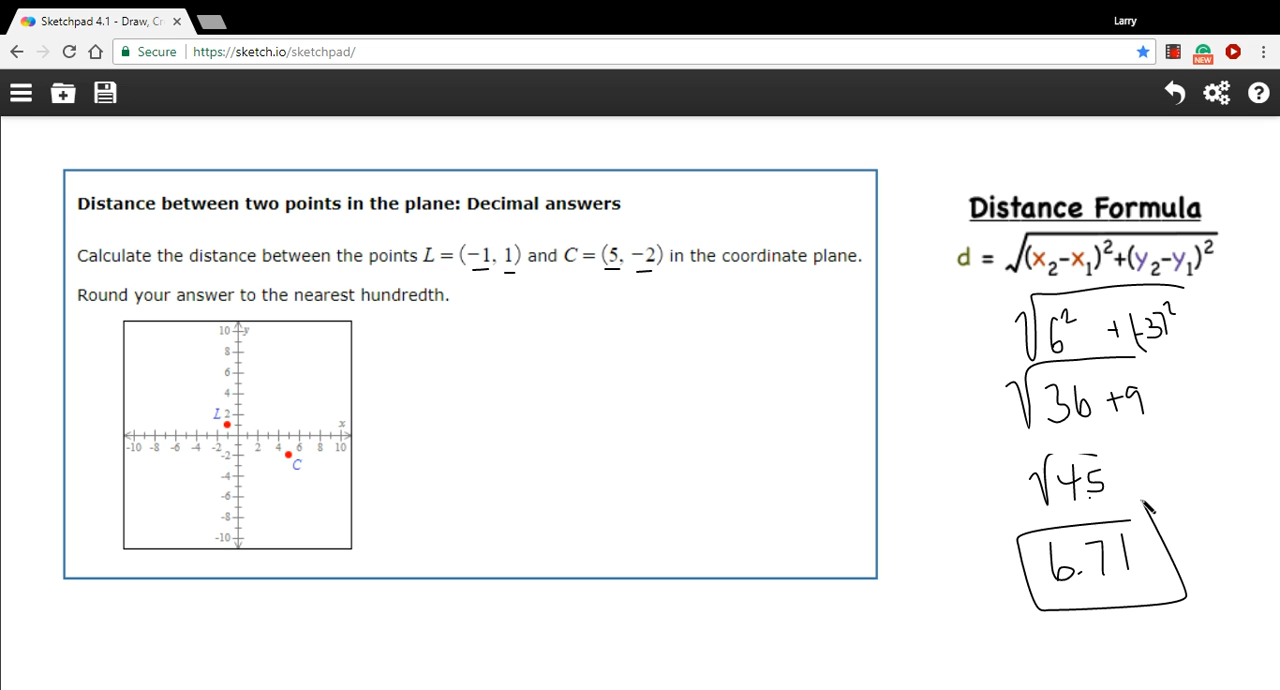 Larry
Sketchpad 4.1 - Draw, Cr
Secure https://sketch.io/sketchpad/
NEW
Distance between two points in the plane: Decimal answers
Calculate the distance between the points L = (−1, 1) and C = (5, −2) in the coordinate plane.
Round your answer to the nearest hundredth.
10 y
8
6
4
L 2
x
-10 -8 -6 -4 -2 2 4 6 8 10
-2
C
-4
-6
-8
-10
Distance Formula
d = √(x₂-x₁)²+(y₂-y₁)²
√6² + (-3)²
√36 + 9
√45
6.71